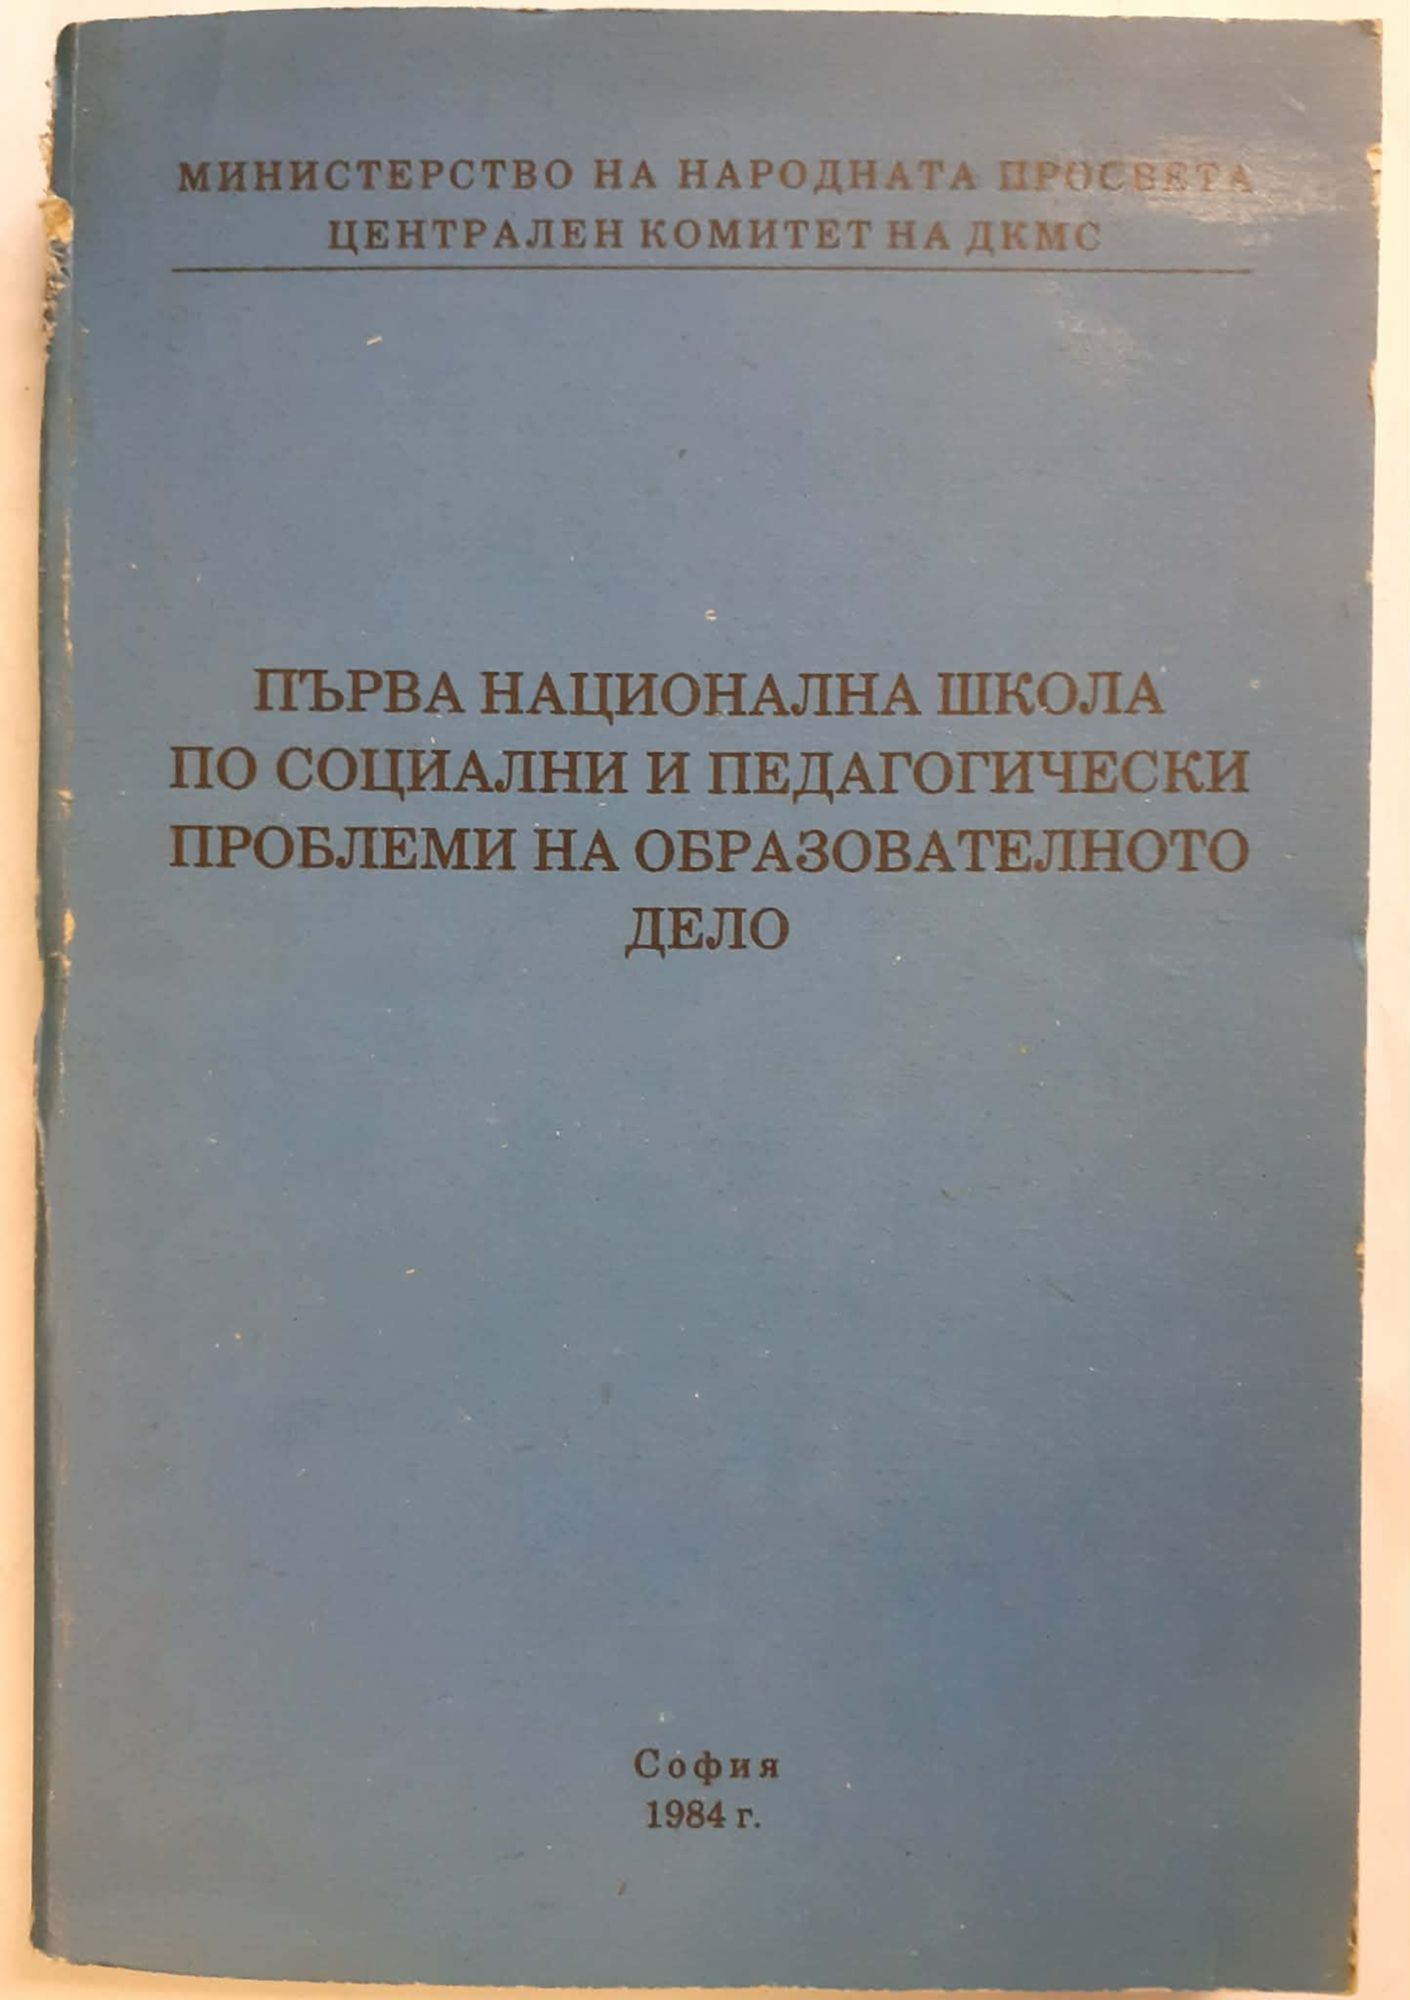 МИНИСТЕРСТВО НА НАРОДНАТА ПРОСВЕТА
ЦЕНТРАЛЕН КОМИТЕТ НА ДКМС
ПЪРВА НАЦИОНАЛНА ШКОЛА
ПО СОЦИАЛНИ И ПЕДАГОГИЧЕСКИ
ПРОБЛЕМИ НА ОБРАЗОВАТЕЛНОТО
ДЕЛО
София
1984 г.